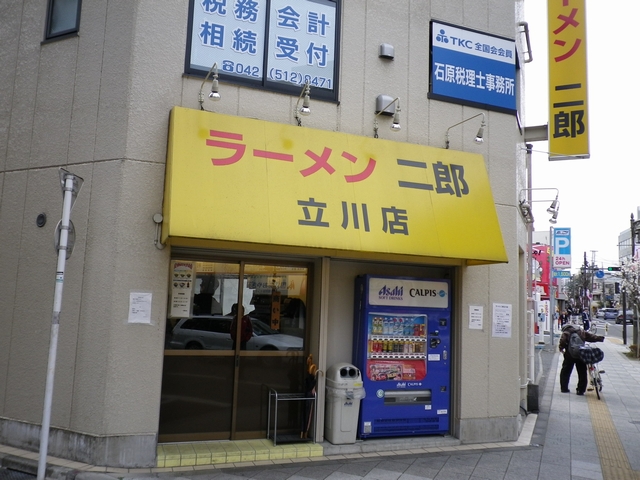 税務 会計
相続 受付
042 (512)8471
TKC 全国会会員
石原税理士事務所
ラーメン 二郎
ラーメン 二郎
立川店
Asahi
CALPIS
P
24h
OPEN